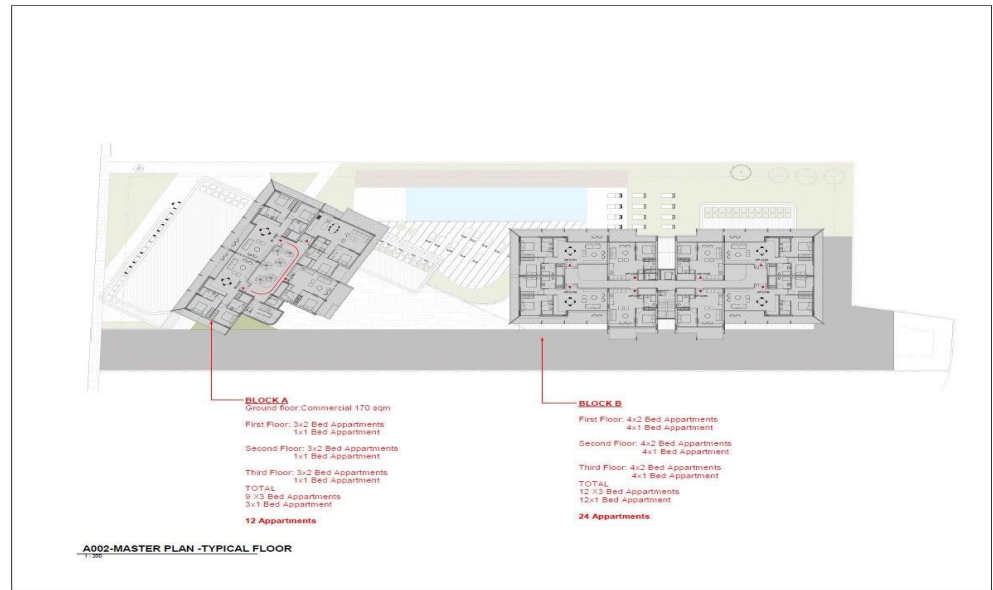 BLOCK A
Ground floor:Commercial 170 sqm
First Floor: 3x2 Bed Appartments
1x1 Bed Appartment
Second Floor: 3x2 Bed Appartments
1x1 Bed Appartment
Third Floor: 3x2 Bed Appartments
1x1 Bed Appartment
TOTAL
9 X3 Bed Appartments
3x1 Bed Appartment
12 Appartments
BLOCK B
First Floor: 4x2 Bed Appartments
4x1 Bed Appartment
Second Floor: 4x2 Bed Appartments
4x1 Bed Appartment
Third Floor: 4x2 Bed Appartments
4x1 Bed Appartment
TOTAL
12 X3 Bed Appartments
12x1 Bed Appartment
24 Appartments
A002-MASTER PLAN -TYPICAL FLOOR
1 : 200